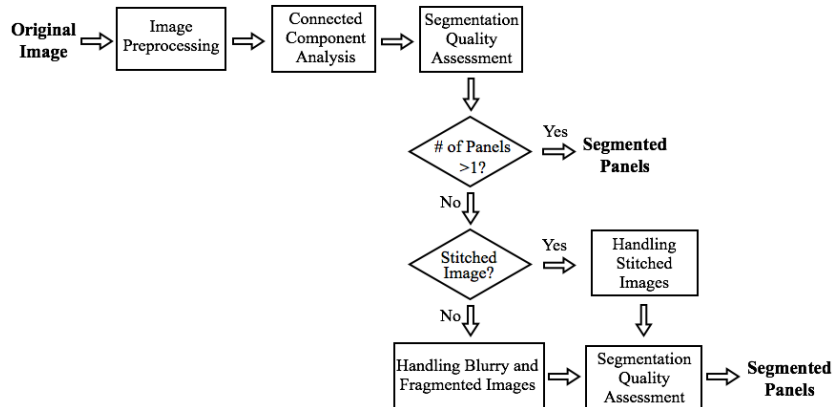 Original
Image
Image
Preprocessing
Connected
Component
Analysis
Segmentation
Quality
Assessment
# of Panels
>1?
Yes
Segmented
Panels
No
Stitched
Image?
Yes
Handling
Stitched
Images
No
Handling Blurry and
Fragmented Images
Segmentation
Quality
Assessment
Segmented
Panels